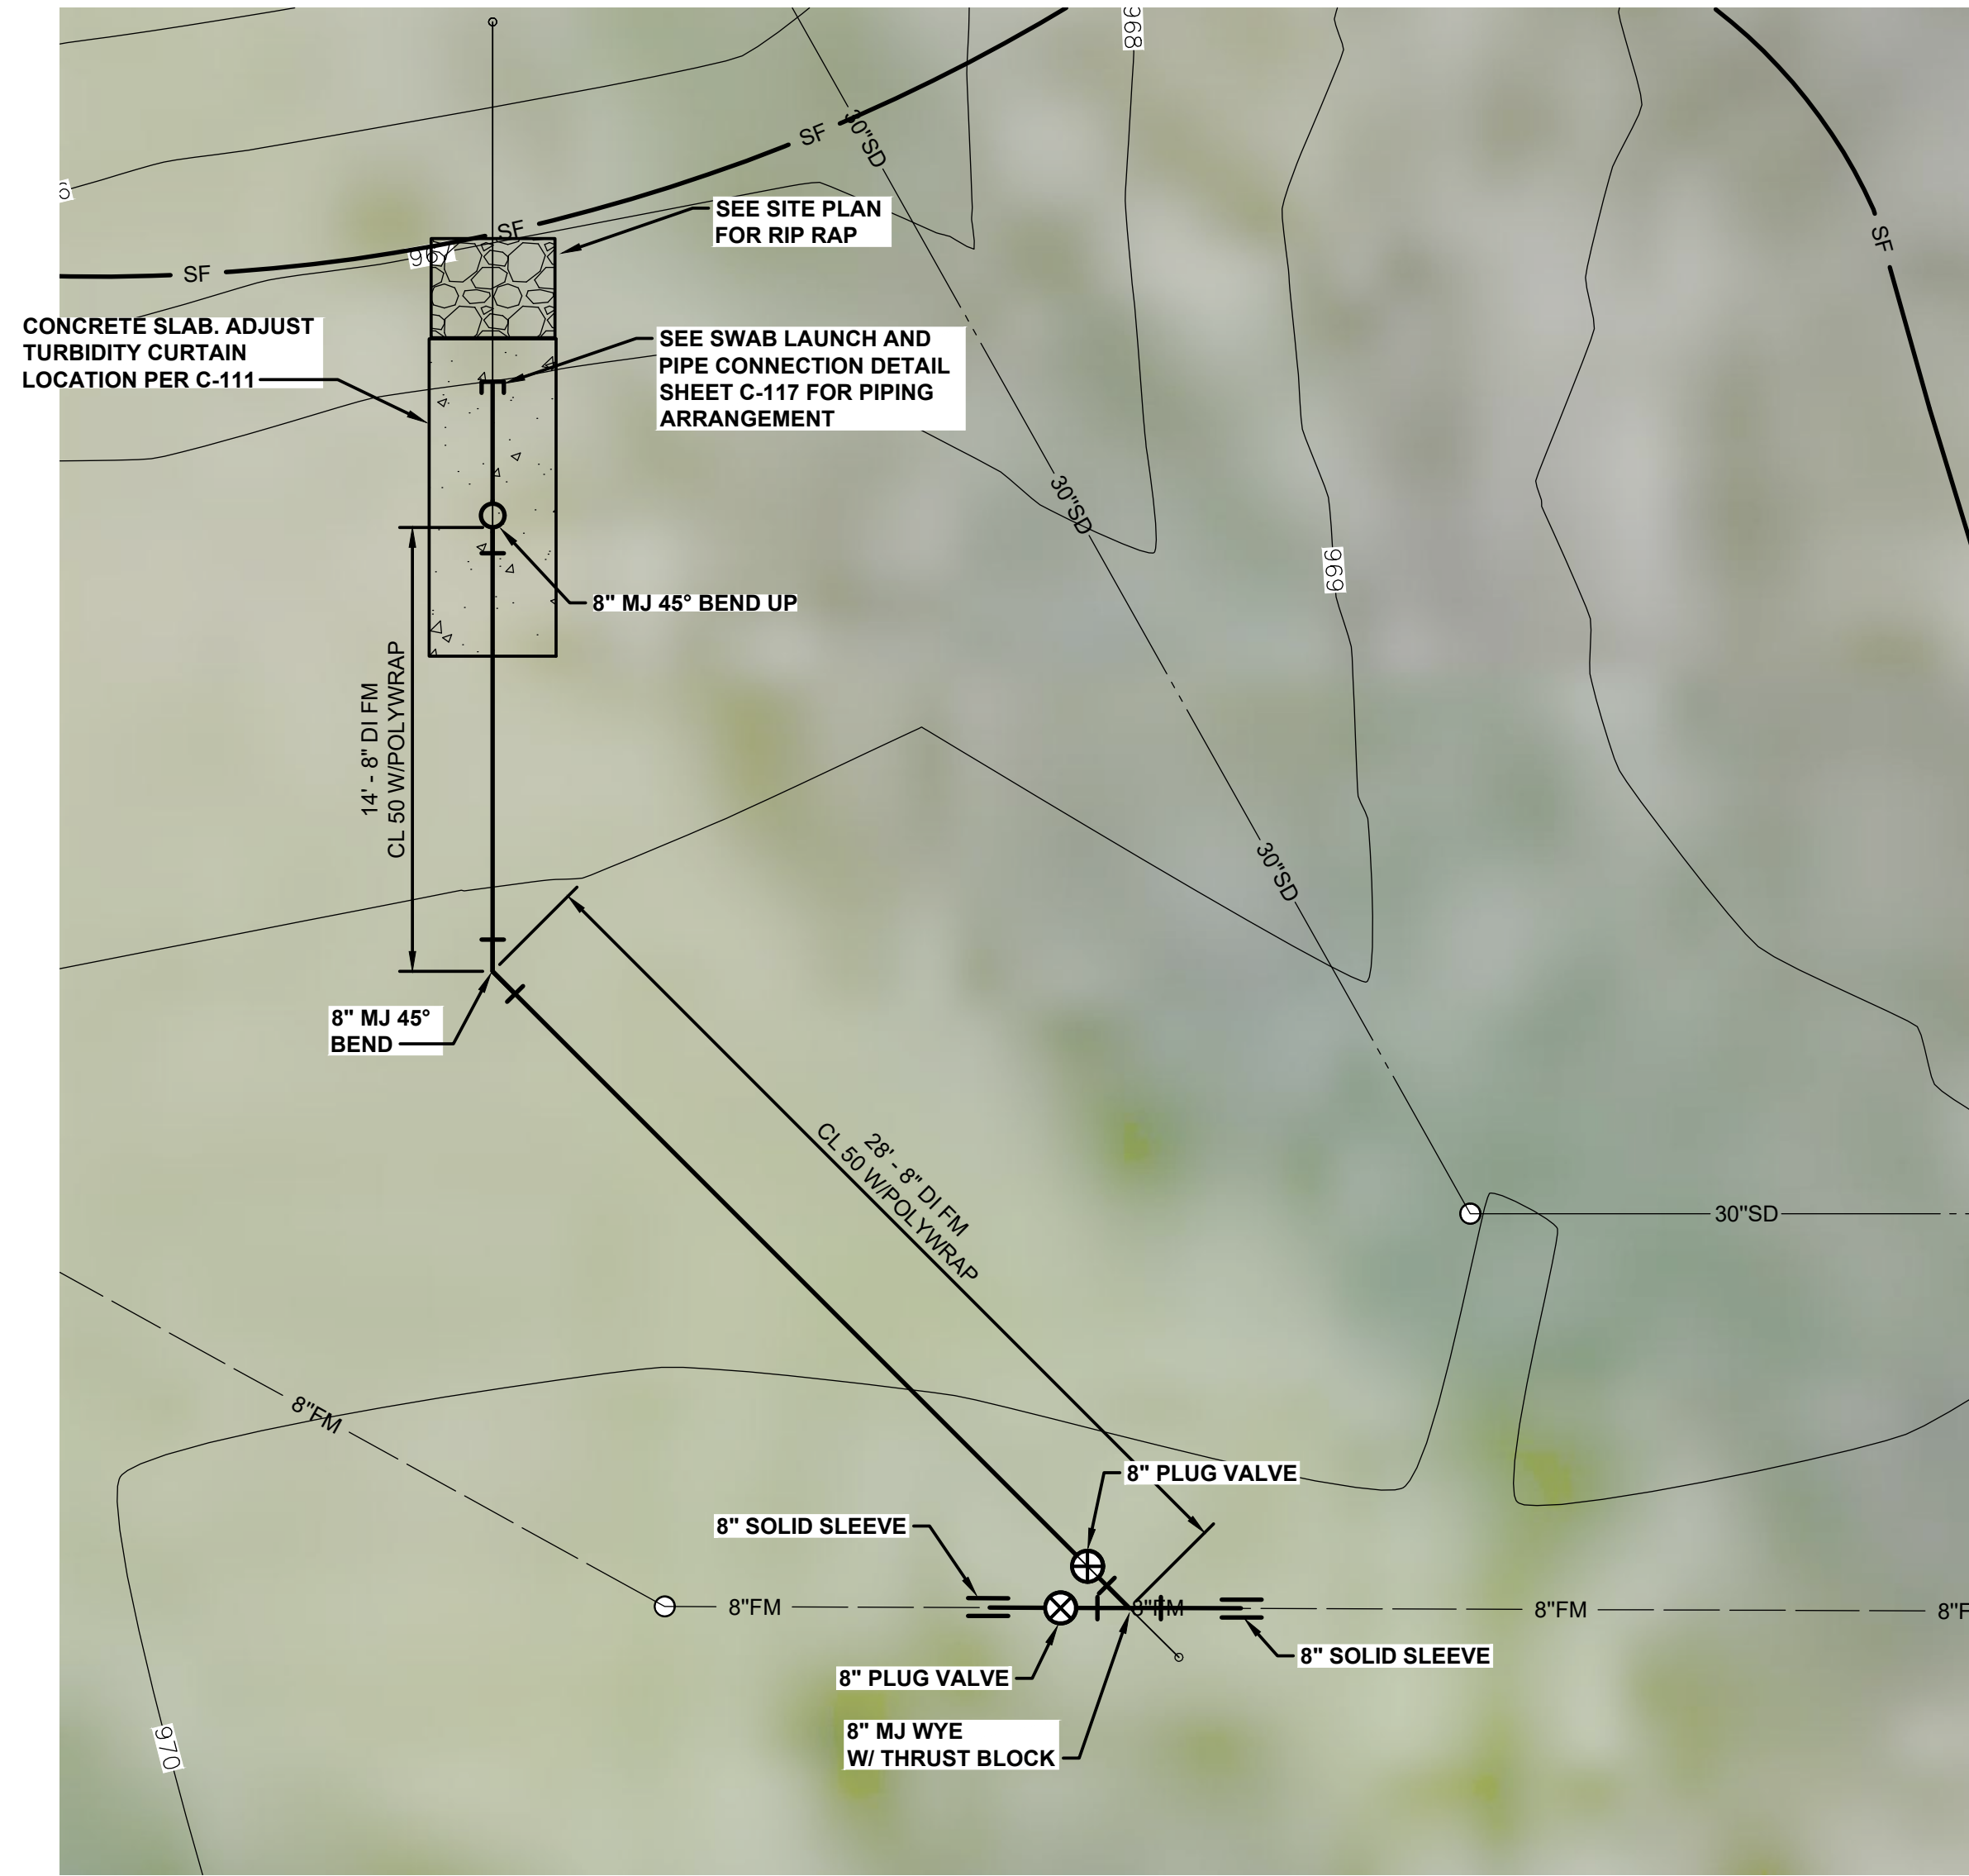 968
30"SD
SF
6
SEE SITE PLAN
FOR RIP RAP
SF
SF
967
SF
CONCRETE SLAB. ADJUST
TURBIDITY CURTAIN
LOCATION PER C-111
SEE SWAB LAUNCH AND
PIPE CONNECTION DETAIL
SHEET C-117 FOR PIPING
ARRANGEMENT
30"SD
969
8" MJ 45° BEND UP
14' - 8" DI FM
CL 50 W/POLYWRAP
30"SD
8" MJ 45°
BEND
28' - 8" DI FM
CL 50 W/POLYWRAP
30"SD
8"FM
8" PLUG VALVE
8" SOLID SLEEVE
8"FM
8"FM
8"FM
8"F
8" SOLID SLEEVE
8" PLUG VALVE
8" MJ WYE
W/ THRUST BLOCK
970